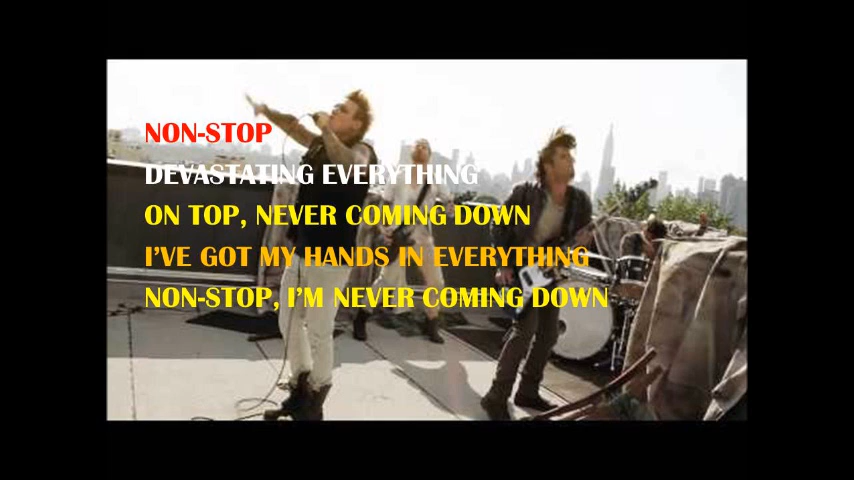 NON-STOP
DEVASTATING EVERYTHING
ON TOP, NEVER COMING DOWN
I'VE GOT MY HANDS IN EVERYTHING
NON-STOP, I'M NEVER COMING DOWN